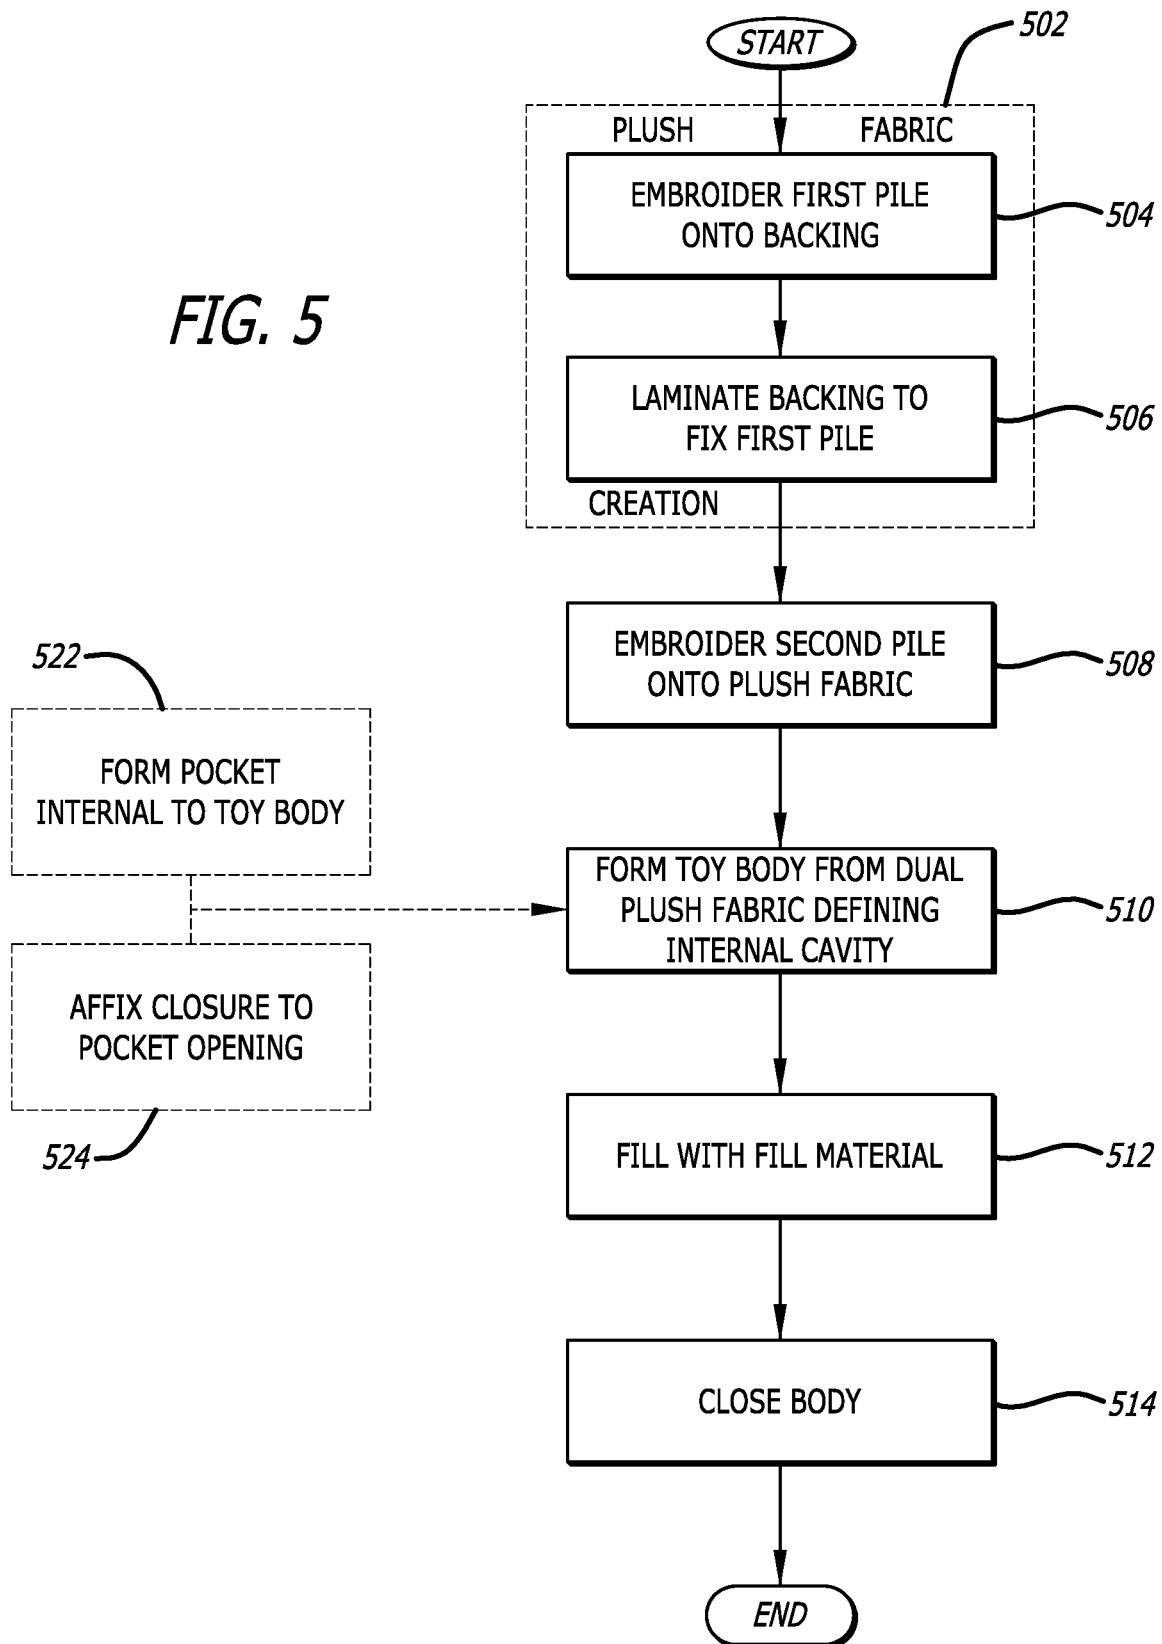 START
502
PLUSH FABRIC
EMBROIDER FIRST PILE
ONTO BACKING
504
FIG. 5
LAMINATE BACKING TO
FIX FIRST PILE
506
CREATION
EMBROIDER SECOND PILE
ONTO PLUSH FABRIC
508
522
FORM POCKET
INTERNAL TO TOY BODY
FORM TOY BODY FROM DUAL
PLUSH FABRIC DEFINING
INTERNAL CAVITY
510
AFFIX CLOSURE TO
POCKET OPENING
524
FILL WITH FILL MATERIAL
512
CLOSE BODY
514
END